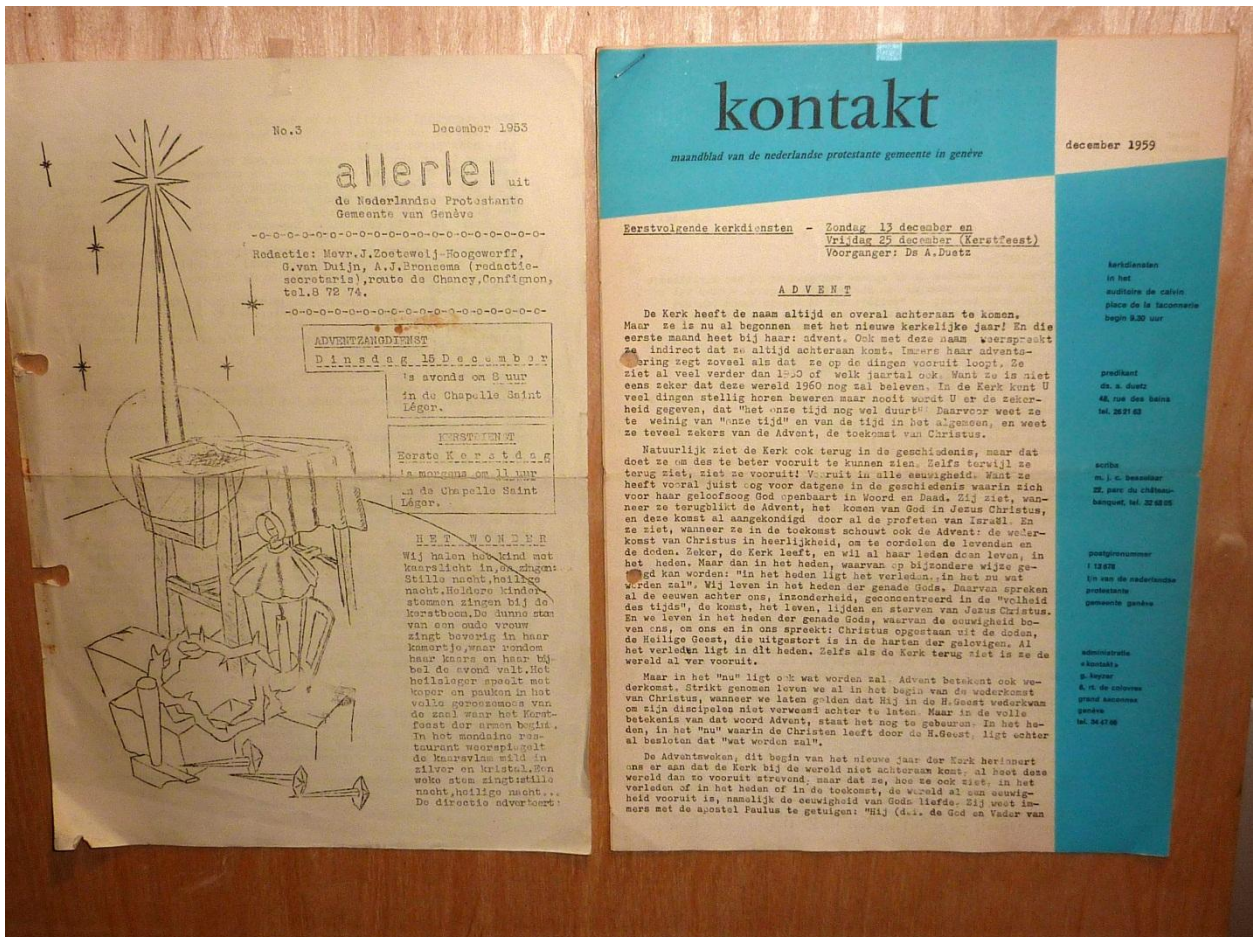 No.3 December 1953
allerlei uit
de Nederlandse Protestante
Gemeente van Genève
-o-o-o-o-o-o-o-o-o-o-o-o-o-o-o-o-o-o-
Redactie: Mevr.J.Zoeteweij-Hoogewerff,
G.van Duijn, A.J.Bronsema (redactie-
secretaris),route de Chancy,Confignon,
tel.8 72 74.
-o-o-o-o-o-o-o-o-o-o-o-o-o-o-o-o-
ADVENTZANGDIENST
Dinsdag 15 December
's avonds om 8 uur
in de Chapelle Saint
Léger.
KERSTDIENST
Eerste Kerstdag
's morgens om 11 uur
in de Chapelle Saint
Léger.
HET WONDER
Wij halen het kind met
kaarslicht in,en zingen:
Stille nacht,heilige
nacht.Heldere kinder-
stemmen zingen bij de
kerstboom.De dunne stem
van een oude vrouw
zingt beverig in haar
kamertje,waar rondom
haar kaars en haar bij-
bel de avond valt.Het
heilsleger speelt met
koper en pauken in het
volle geroezemoes van
de zaal waar het Kerst-
feest der armen begint.
In het mondaine res-
taurant weerspiegelt
de kaarsvlam mild in
zilver en kristal.Een
weke stem zingt:stille
nacht,heilige nacht...
De directie adverteert:
kontakt
maandblad van de nederlandse protestante gemeente in genève
december 1959
Eerstvolgende kerkdiensten - Zondag 13 december en
Vrijdag 25 december (Kerstfeest)
Voorganger: Ds A.Duetz
ADVENT
De Kerk heeft de naam altijd en overal achteraan te komen.
Maar ze is nu al begonnen met het nieuwe kerkelijke jaar! En die
eerste maand heet bij haar: advent. Ook met deze naam weerspreekt
ze indirect dat ze altijd achteraan komt. Immers haar advents-
viering zegt zoveel als dat ze op de dingen vooruit loopt. Ze
ziet al veel verder dan 1960 of welk jaartal ook. Want ze is niet
eens zeker dat deze wereld 1960 nog zal beleven. In de Kerk kunt U
veel dingen stellig horen beweren maar nooit wordt U er de zeker-
heid gegeven, dat "het onze tijd nog wel duurt". Daarvoor weet ze
te weinig van "onze tijd" en van de tijd in het algemeen, en weet
ze teveel zekers van de Advent, de toekomst van Christus.
Natuurlijk ziet de Kerk ook terug in de geschiedenis, maar dat
doet ze om des te beter vooruit te kunnen zien. Zelfs terwijl ze
terug ziet, ziet ze vooruit! Vooruit in alle eeuwigheid. Want ze
heeft vooral juist oog voor datgene in de geschiedenis waarin zich
voor haar geloofsoog God openbaart in Woord en Daad. Zij ziet, wan-
neer ze terugblikt de Advent, het komen van God in Jezus Christus,
en deze komst al aangekondigd door al de profeten van Israël. En
ze ziet, wanneer ze in de toekomst schouwt ook de Advent: de weder-
komst van Christus in heerlijkheid, om te oordelen de levenden en
de doden. Zeker, de Kerk leeft, en wil al haar leden doen leven, in
het heden. Maar dan in het heden, waarvan op bijzondere wijze ge-
zegd kan worden: "in het heden ligt het verleden, in het nu wat
worden zal". Wij leven in het heden der genade Gods. Daarvan spreken
al de eeuwen achter ons, inzonderheid, geconcentreerd in de "volheid
des tijds", de komst, het leven, lijden en sterven van Jezus Christus.
En we leven in het heden der genade Gods, waarvan de eeuwigheid bo-
ven ons, om ons en in ons spreekt: Christus opgestaan uit de doden,
de Heilige Geest, die uitgestort is in de harten der gelovigen. Al
het verleden ligt in dit heden. Zelfs als de Kerk terug ziet is ze de
wereld al ver vooruit.
Maar in het "nu" ligt ook wat worden zal. Advent betekent ook we-
derkomst. Strikt genomen leven we al in het begin van de wederkomst
van Christus, wanneer we laten gelden dat Hij in de H.Geest wederkwam
om zijn discipelen niet verweesd achter te laten. Maar in de volle
betekenis van dat woord Advent, staat het nog te gebeuren. In het he-
den, in het "nu" waarin de Christen leeft door de H.Geest, ligt echter
al besloten dat "wat worden zal".
De Adventsweken, dit begin van het nieuwe jaar der Kerk herinnert
ons er aan dat de Kerk bij de wereld niet achteraan komt, al heet deze
wereld dan zo vooruit strevend, maar dat ze, hoe ze ook ziet, in het
verleden of in het heden of in de toekomst, de wereld al een eeuwig-
heid vooruit is, namelijk de eeuwigheid van Gods liefde. Zij weet im-
mers met de apostel Paulus te getuigen: "Hij (d.i. de God en Vader van
kerkdiensten
in het
auditoire de calvin
place de la taconnerie
begin 9.30 uur
predikant
ds. a. duetz
48, rue des bains
tel. 26 21 63
scriba
m. j. c.
22, parc du château-
banquet, tel.
postgironummer
I 12678
t/n van de nederlandse
protestante
gemeente genève
administratie
«kontakt»
g. keyzer
6, rt. de colovrex
grand saconnex
genève
tel. 34 47 66